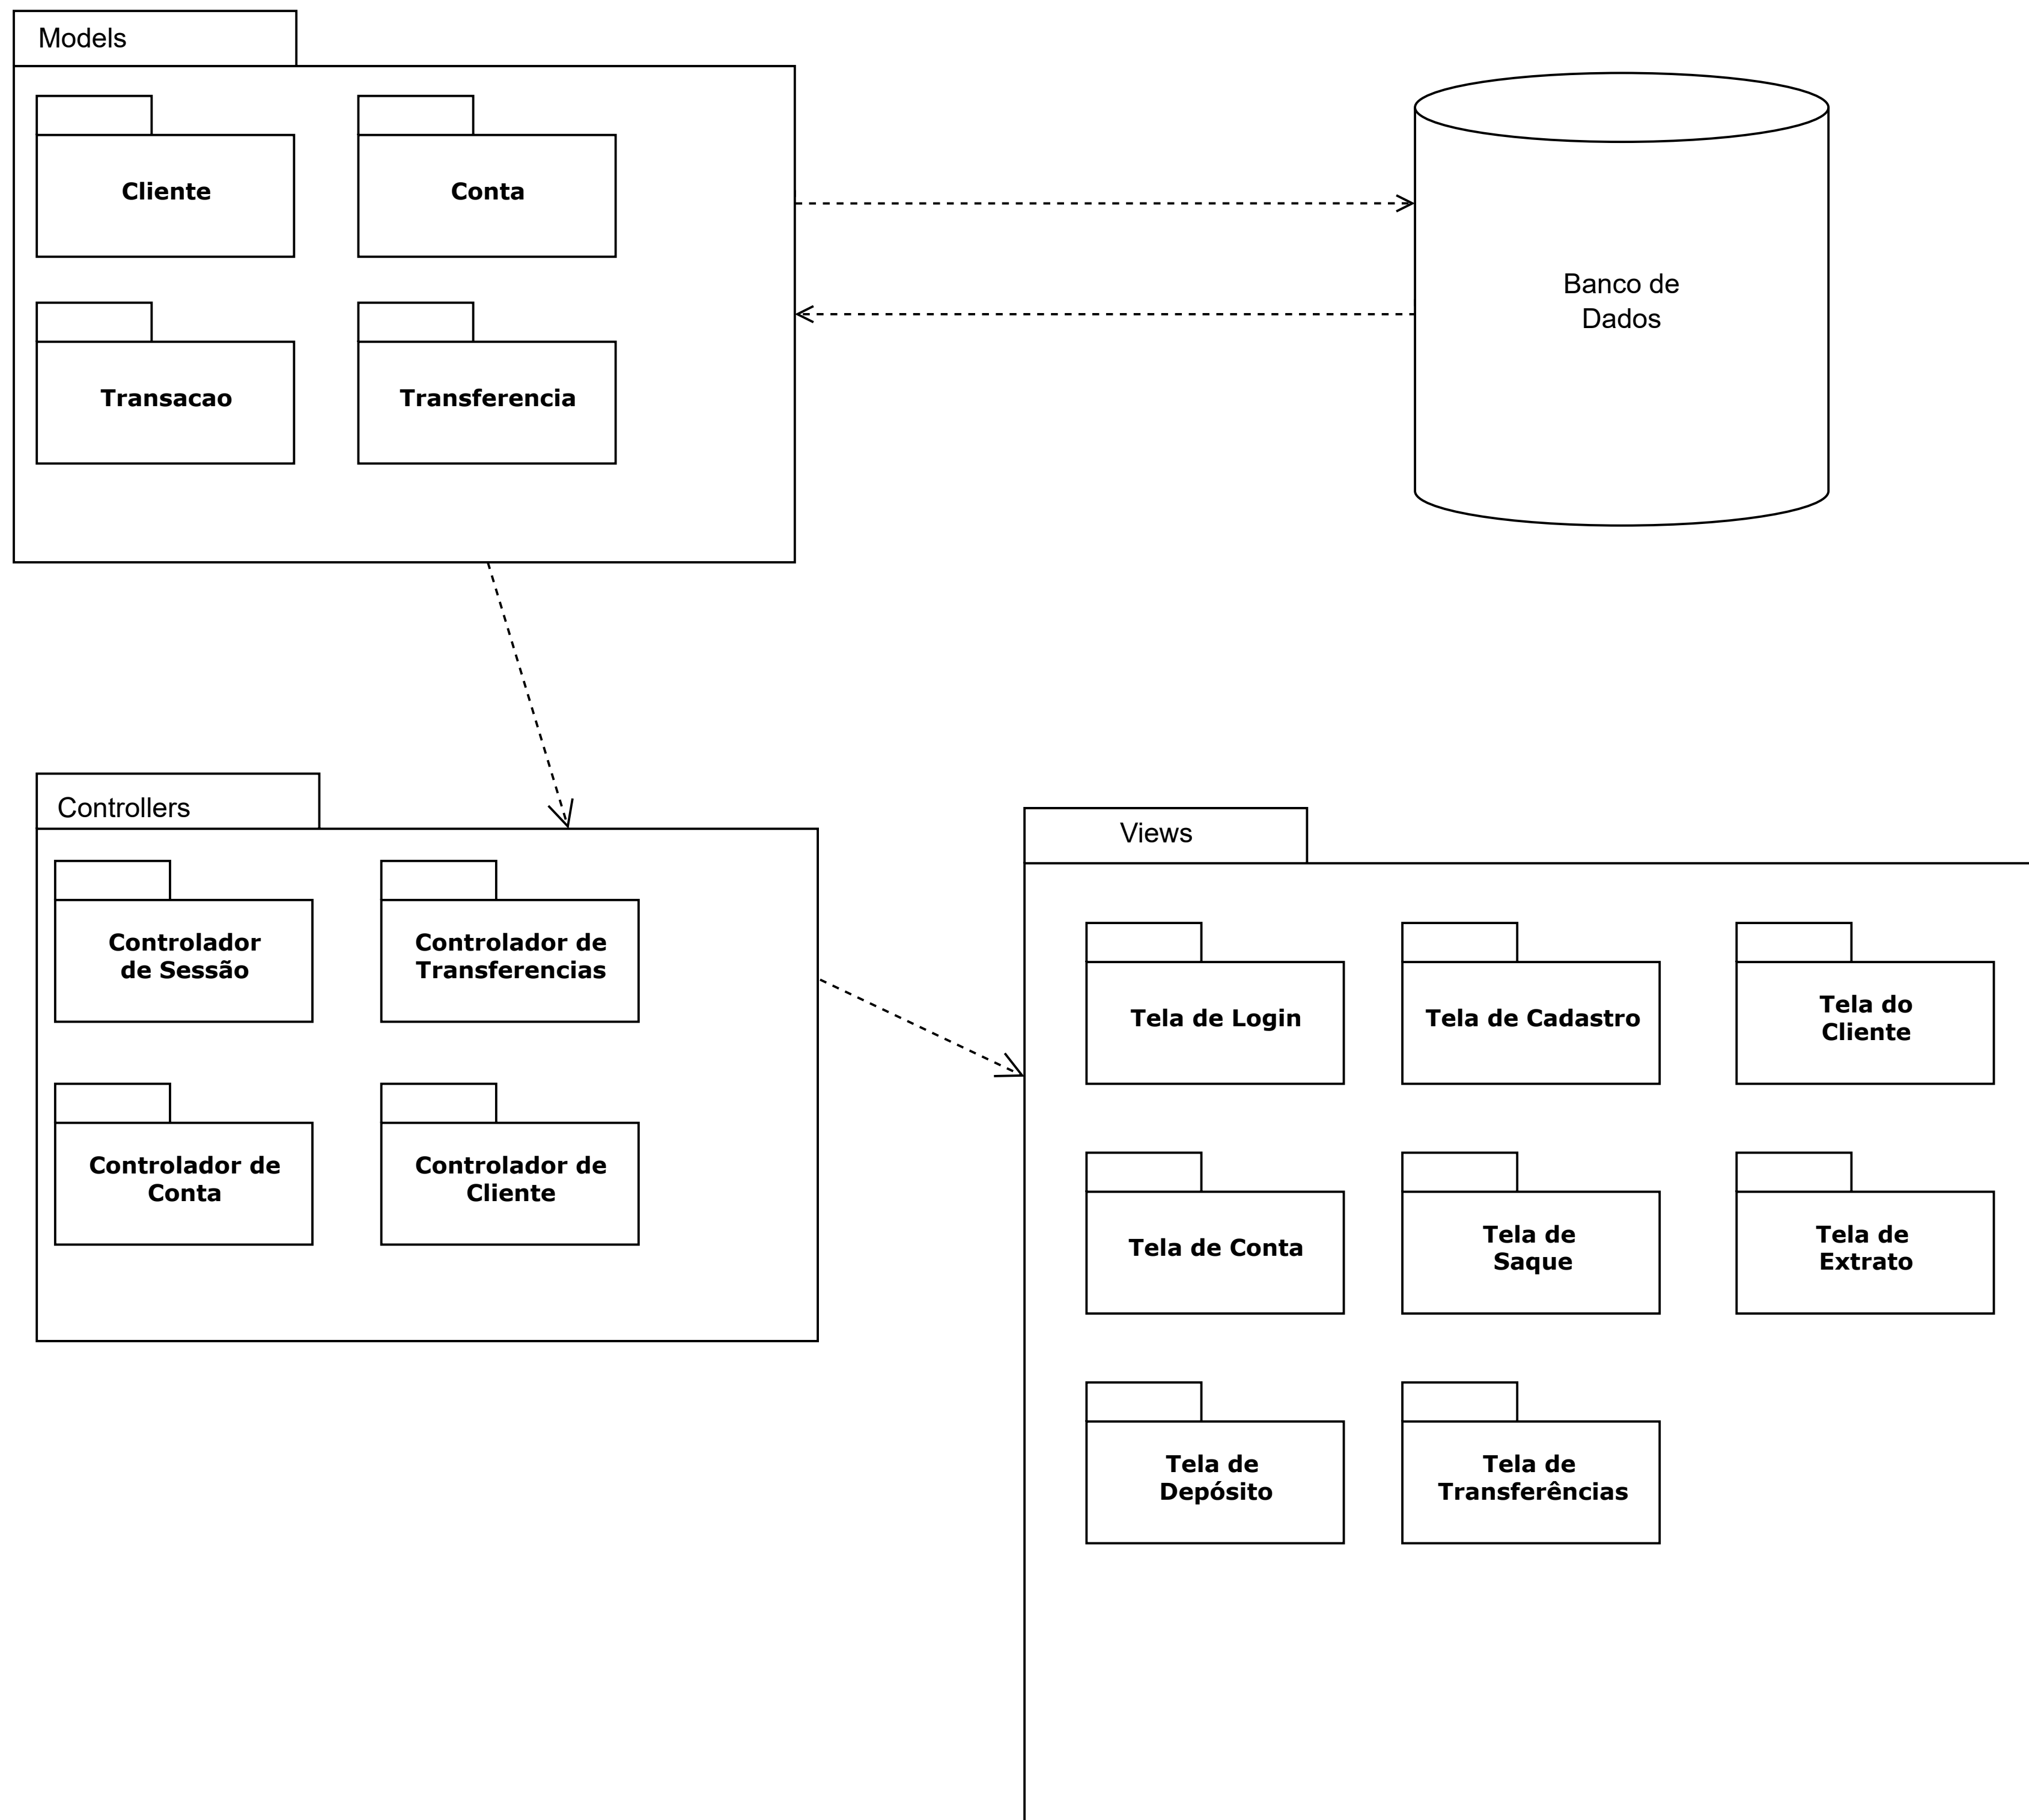 Models
Cliente
Conta
Transacao
Transferencia
Banco de
Dados
Controllers
Controlador
de Sessão
Controlador de
Transferencias
Controlador de
Conta
Controlador de
Cliente
Views
Tela de Login
Tela de Cadastro
Tela do
Cliente
Tela de Conta
Tela de
Saque
Tela de
Extrato
Tela de
Depósito
Tela de
Transferências